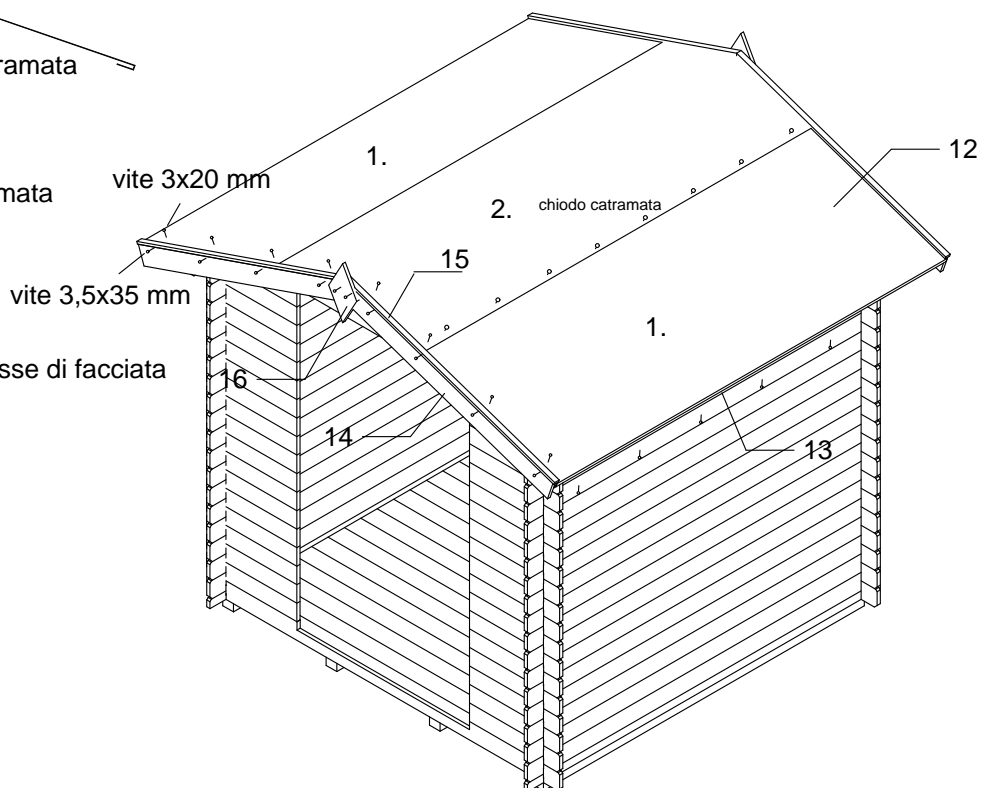 ramata
1.
12
vite 3x20 mm
mata
2. chiodo catramata
15
vite 3,5x35 mm
1.
sse di facciata
16
14
13